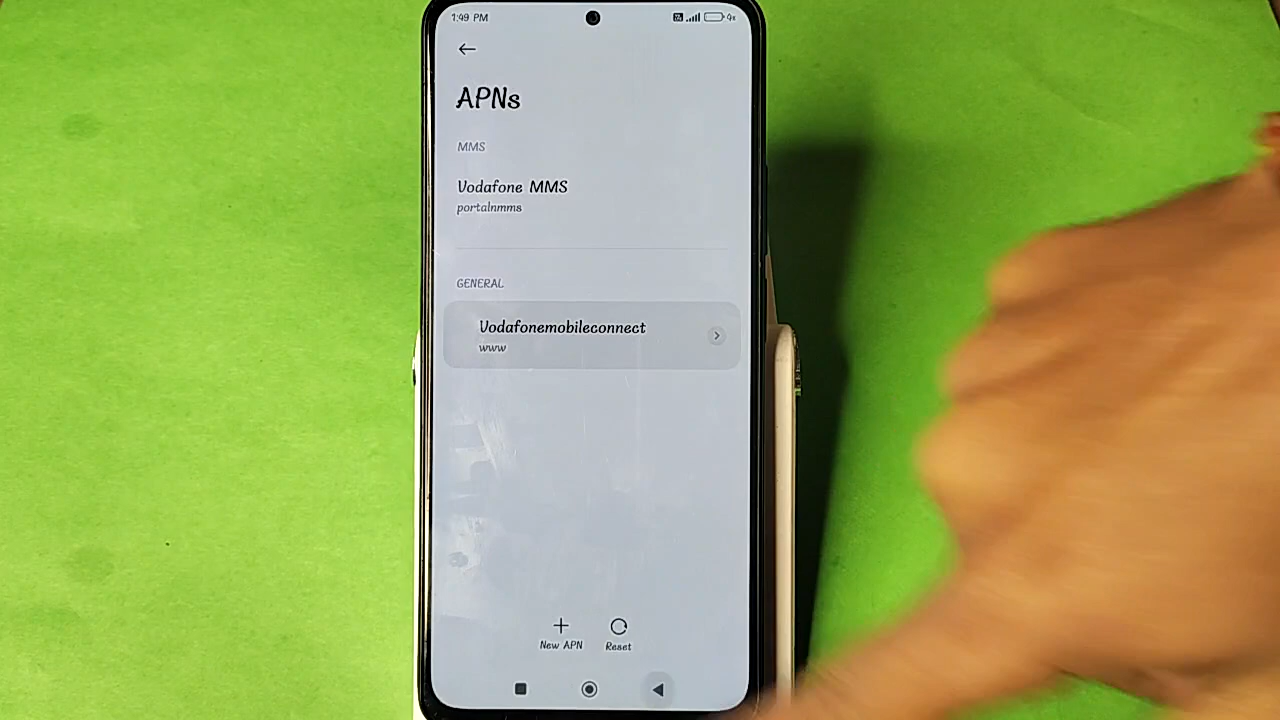 1:49 PM
APNs
MMS
Vodafone MMS
portalnmms
GENERAL
Vodafonemobileconnect
www
New APN
Reset